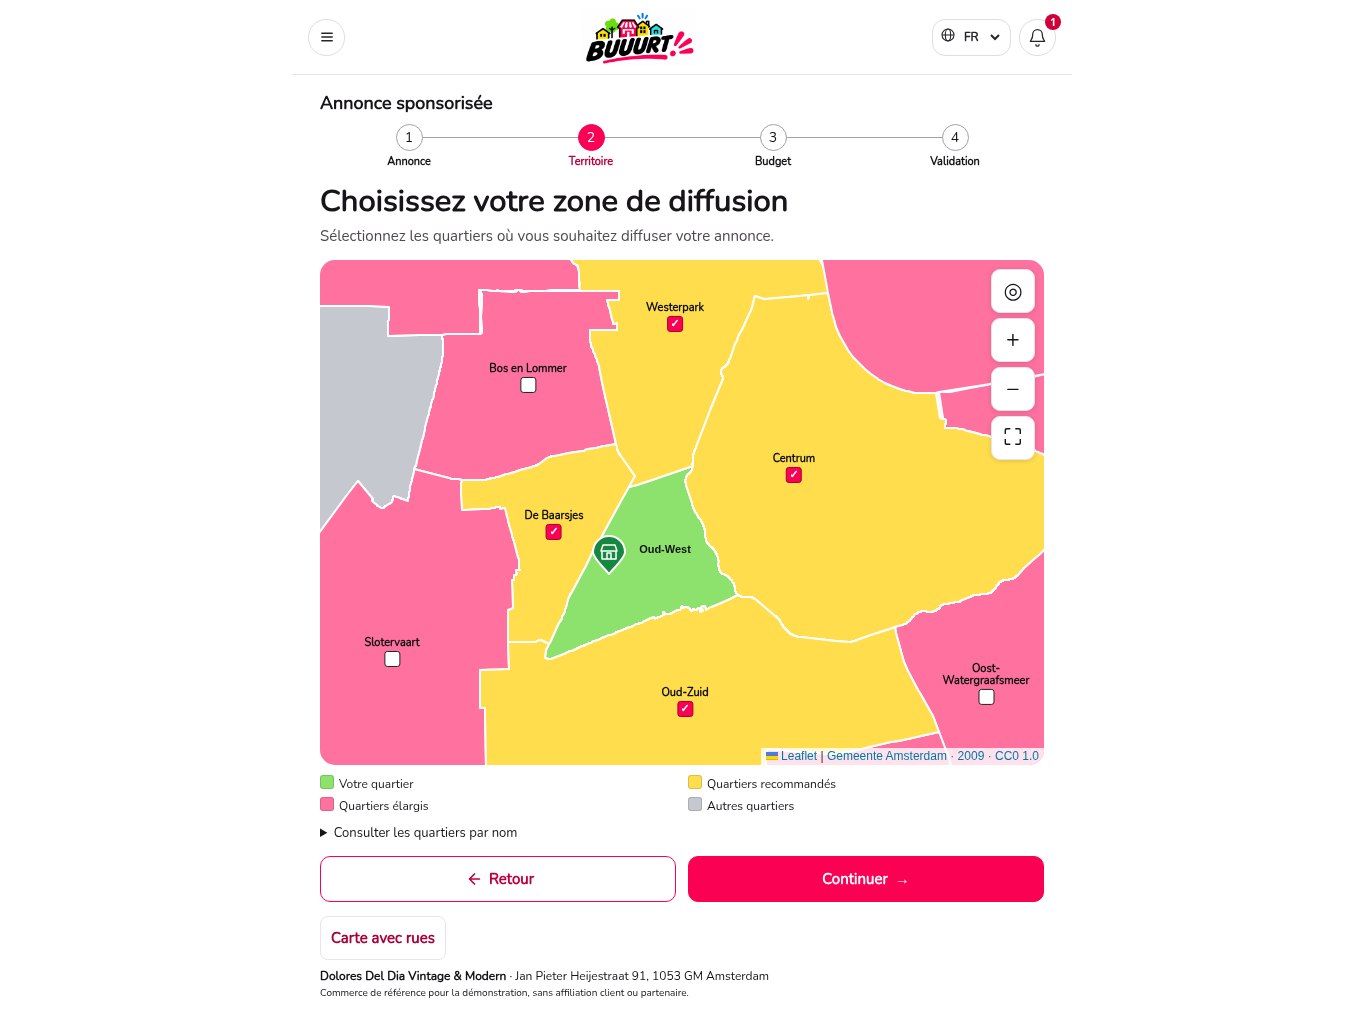 BUUURT!
FR
1
Annonce sponsorisée
1
2
3
4
Annonce
Territoire
Budget
Validation
Choisissez votre zone de diffusion
Sélectionnez les quartiers où vous souhaitez diffuser votre annonce.
Westerpark
Bos en Lommer
Centrum
De Baarsjes
Oud-West
Slotervaart
Oud-Zuid
Oost-
Watergraafsmeer
+
−
Leaflet | Gemeente Amsterdam · 2009 · CC0 1.0
Votre quartier
Quartiers recommandés
Quartiers élargis
Autres quartiers
Consulter les quartiers par nom
← Retour
Continuer →
Carte avec rues
Dolores Del Dia Vintage & Modern · Jan Pieter Heijestraat 91, 1053 GM Amsterdam
Commerce de référence pour la démonstration, sans affiliation client ou partenaire.